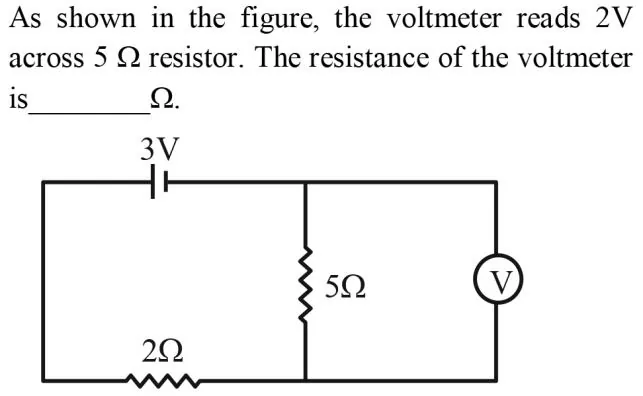 As shown in the figure, the voltmeter reads 2V
across 5 Ω resistor. The resistance of the voltmeter
is_________Ω.
3V
5Ω
V
2Ω